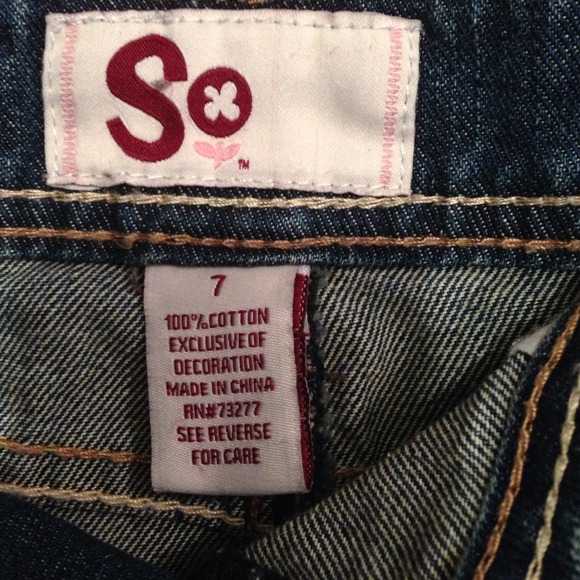 So
TM
7
100%COTTON
EXCLUSIVE OF
DECORATION
MADE IN CHINA
RN#73277
SEE REVERSE
FOR CARE